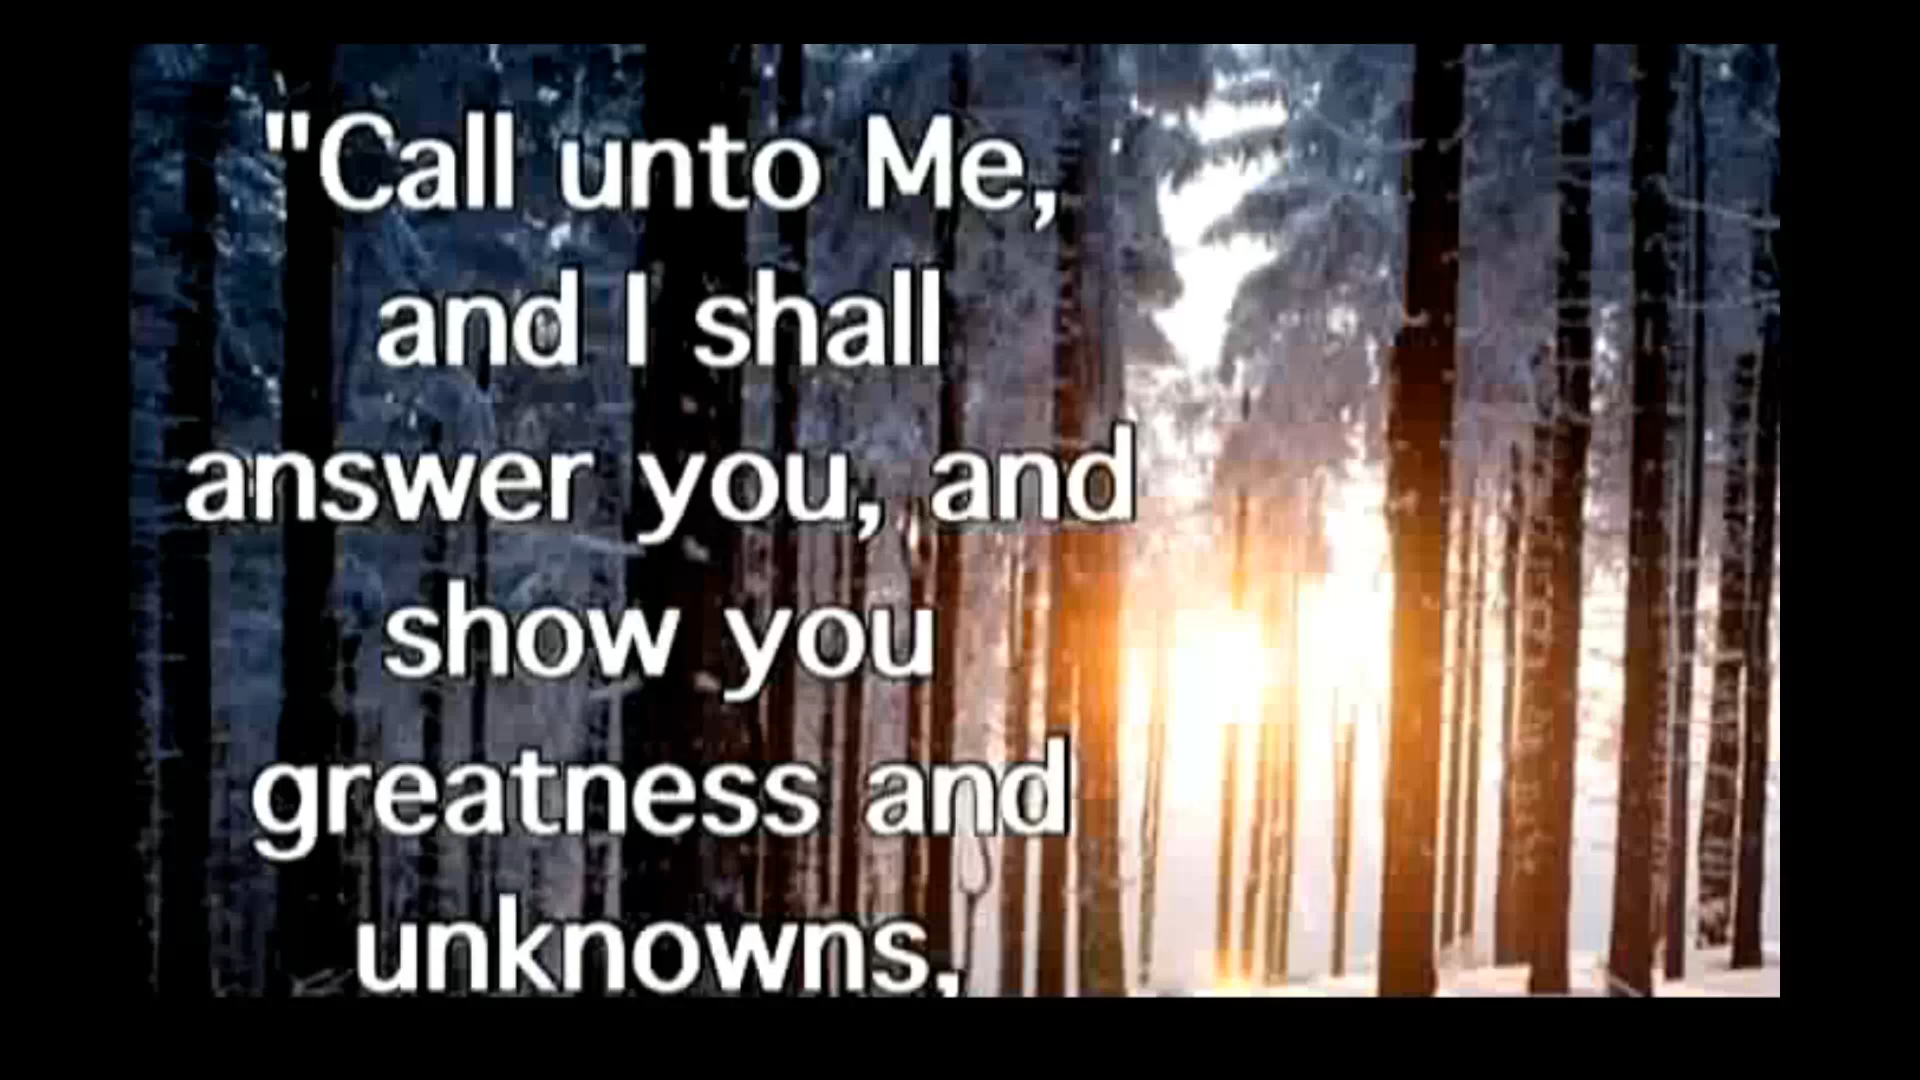 "Call unto Me,
and I shall
answer you, and
show you
greatness and
unknowns,